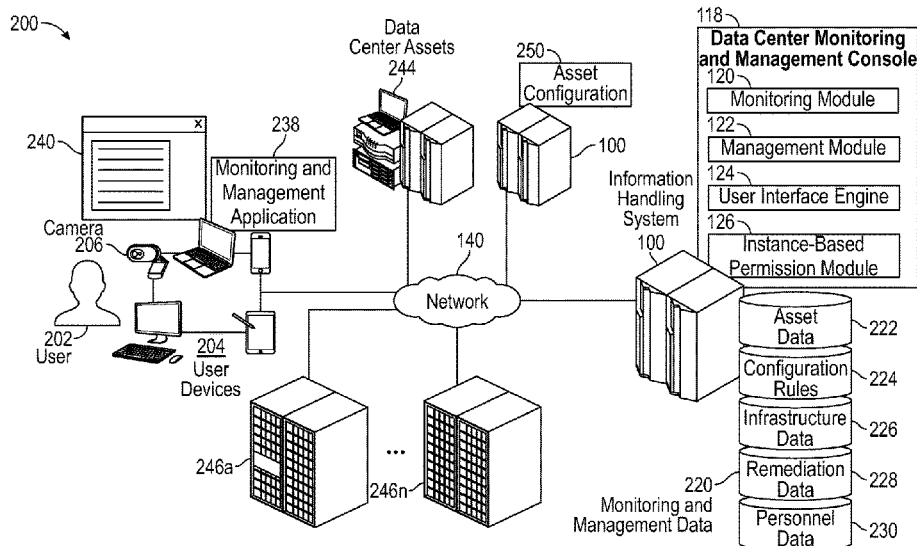 200
Data
Center Assets
244
250
Asset
Configuration
118
Data Center Monitoring
and Management Console
120
Monitoring Module
122
Management Module
124
User Interface Engine
126
Instance-Based
Permission Module
240
X
238
Monitoring and
Management
Application
100
Information
Handling
System
100
Camera
206
202
User
204
User
Devices
140
Network
Asset
Data
222
Configuration
Rules
224
Infrastructure
Data
226
Remediation
Data
228
Personnel
Data
230
220
Monitoring and
Management Data
246a
...
246n